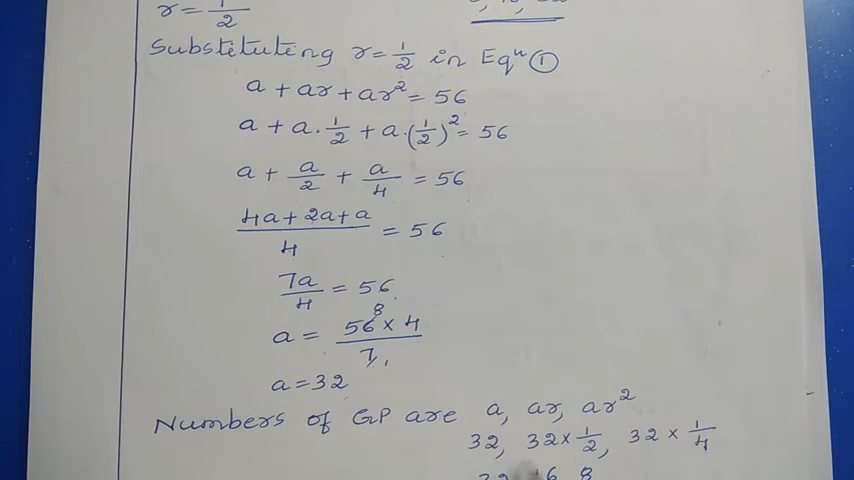 r = 1/2
Substituting r = 1/2 in Eqn ①
a + ar + ar² = 56
a + a · 1/2 + a · (1/2)² = 56
a + a/2 + a/4 = 56
(4a + 2a + a)/4 = 56
7a/4 = 56
8
a = (56 × 4)/7
a = 32
Numbers of GP are a, ar, ar²
32, 32 × 1/2, 32 × 1/4